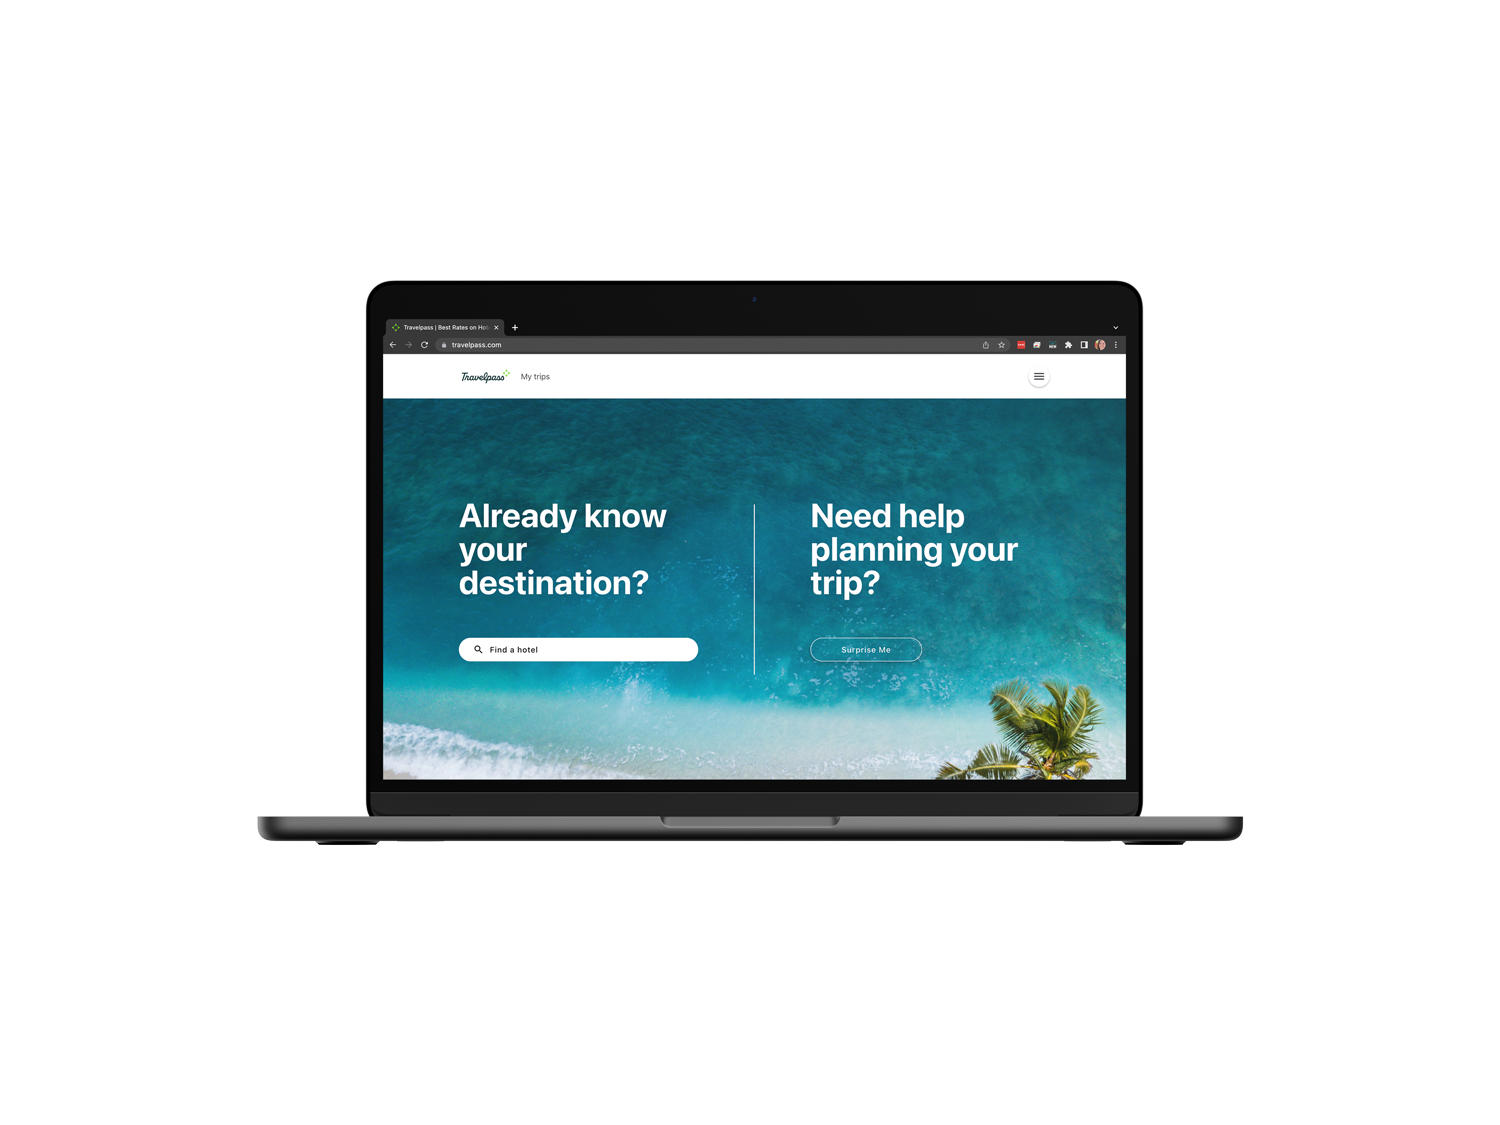 Travelpass | Best Rates on Hot
travelpass.com
NEW
Travelpass
My trips
Already know
your
destination?
Find a hotel
Need help
planning your
trip?
Surprise Me